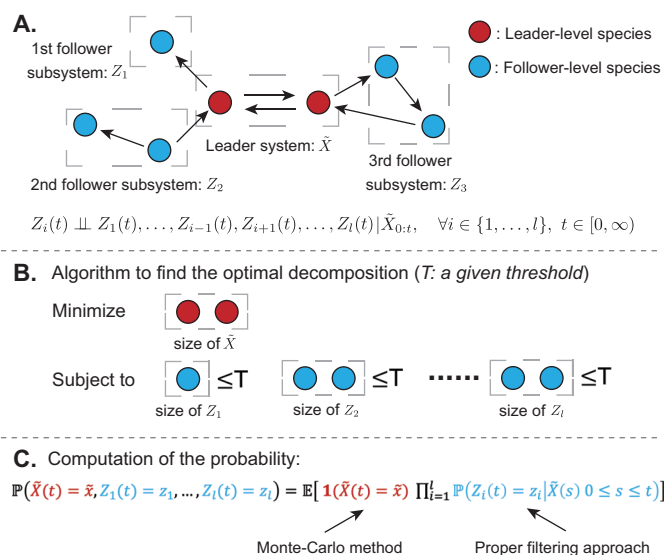 A.
1st follower
subsystem: Z₁
: Leader-level species
: Follower-level species
Leader system: X̃
2nd follower subsystem: Z₂
3rd follower
subsystem: Z₃
Zᵢ(t) ⫫ Z₁(t), . . . , Zᵢ₋₁(t), Zᵢ₊₁(t), . . . , Zₗ(t)|X̃₀:ₜ, ∀i ∈ {1, . . . , l}, t ∈ [0, ∞)
B. Algorithm to find the optimal decomposition (T: a given threshold)
Minimize
size of X̃
Subject to ≤T ≤T ······ ≤T
size of Z₁ size of Z₂ size of Zₗ
C. Computation of the probability:
ℙ(X̃(t) = x̃, Z₁(t) = z₁, ..., Zₗ(t) = zₗ) = 𝔼[ 𝟏(X̃(t) = x̃) ∏ᵢ₌₁ˡ ℙ(Zᵢ(t) = zᵢ|X̃(s) 0 ≤ s ≤ t)]
Monte-Carlo method Proper filtering approach